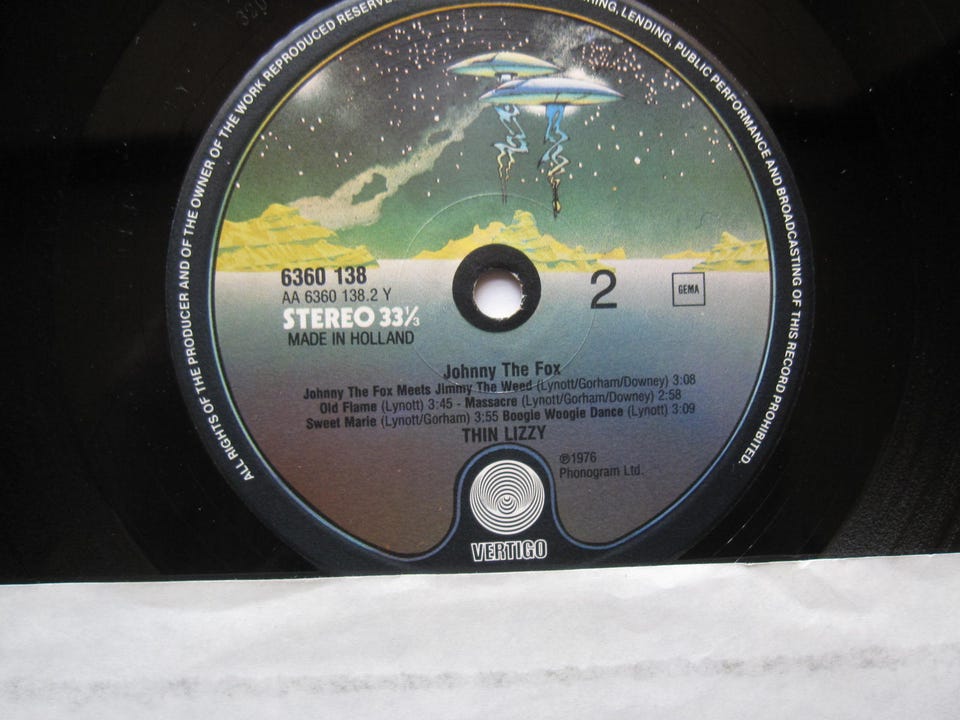 ALL RIGHTS OF THE PRODUCER AND OF THE OWNER OF THE WORK REPRODUCED RESERVE
LENDING, PUBLIC PERFORMANCE AND BROADCASTING OF THIS RECORD PROHIBITED.
320
6360 138
AA 6360 138.2 Y
STEREO 33⅓
MADE IN HOLLAND
2
GEMA
Johnny The Fox
Johnny The Fox Meets Jimmy The Weed (Lynott/Gorham/Downey) 3:08
Old Flame (Lynott) 3:45 - Massacre (Lynott/Gorham/Downey) 2:58
Sweet Marie (Lynott/Gorham) 3:55 Boogie Woogie Dance (Lynott) 3:09
THIN LIZZY
℗1976
Phonogram Ltd.
VERTIGO